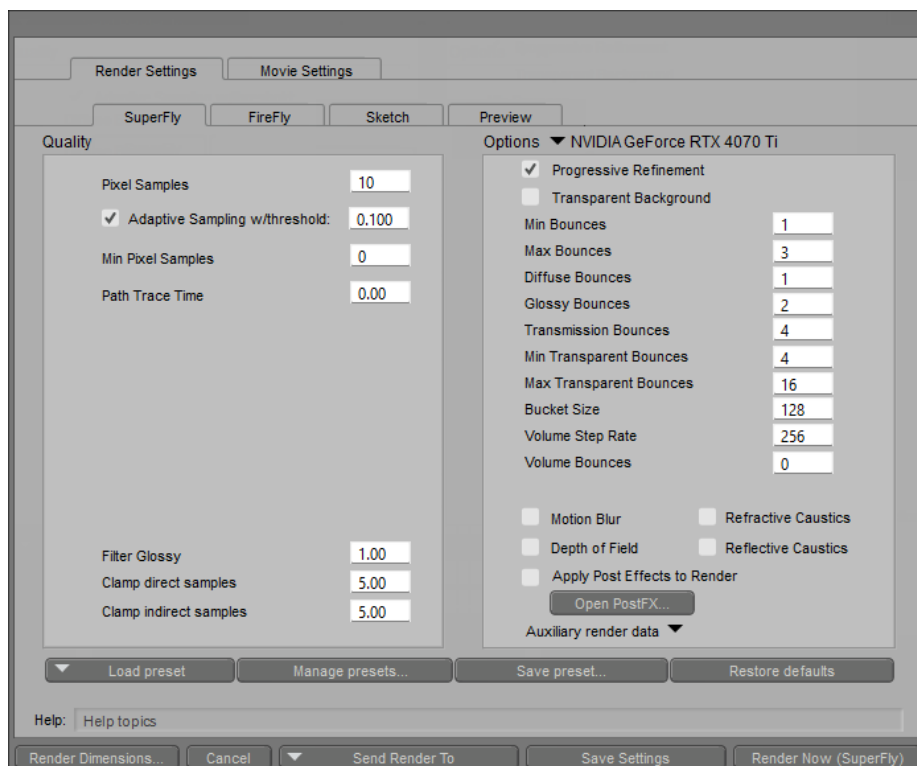 Render Settings
Movie Settings
SuperFly
FireFly
Sketch
Preview
Quality
Pixel Samples 10
Adaptive Sampling w/threshold: 0.100
Min Pixel Samples 0
Path Trace Time 0.00
Filter Glossy 1.00
Clamp direct samples 5.00
Clamp indirect samples 5.00
Options NVIDIA GeForce RTX 4070 Ti
Progressive Refinement
Transparent Background
Min Bounces 1
Max Bounces 3
Diffuse Bounces 1
Glossy Bounces 2
Transmission Bounces 4
Min Transparent Bounces 4
Max Transparent Bounces 16
Bucket Size 128
Volume Step Rate 256
Volume Bounces 0
Motion Blur Refractive Caustics
Depth of Field Reflective Caustics
Apply Post Effects to Render
Open PostFX...
Auxiliary render data
Load preset
Manage presets...
Save preset...
Restore defaults
Help: Help topics
Render Dimensions...
Cancel
Send Render To
Save Settings
Render Now (SuperFly)